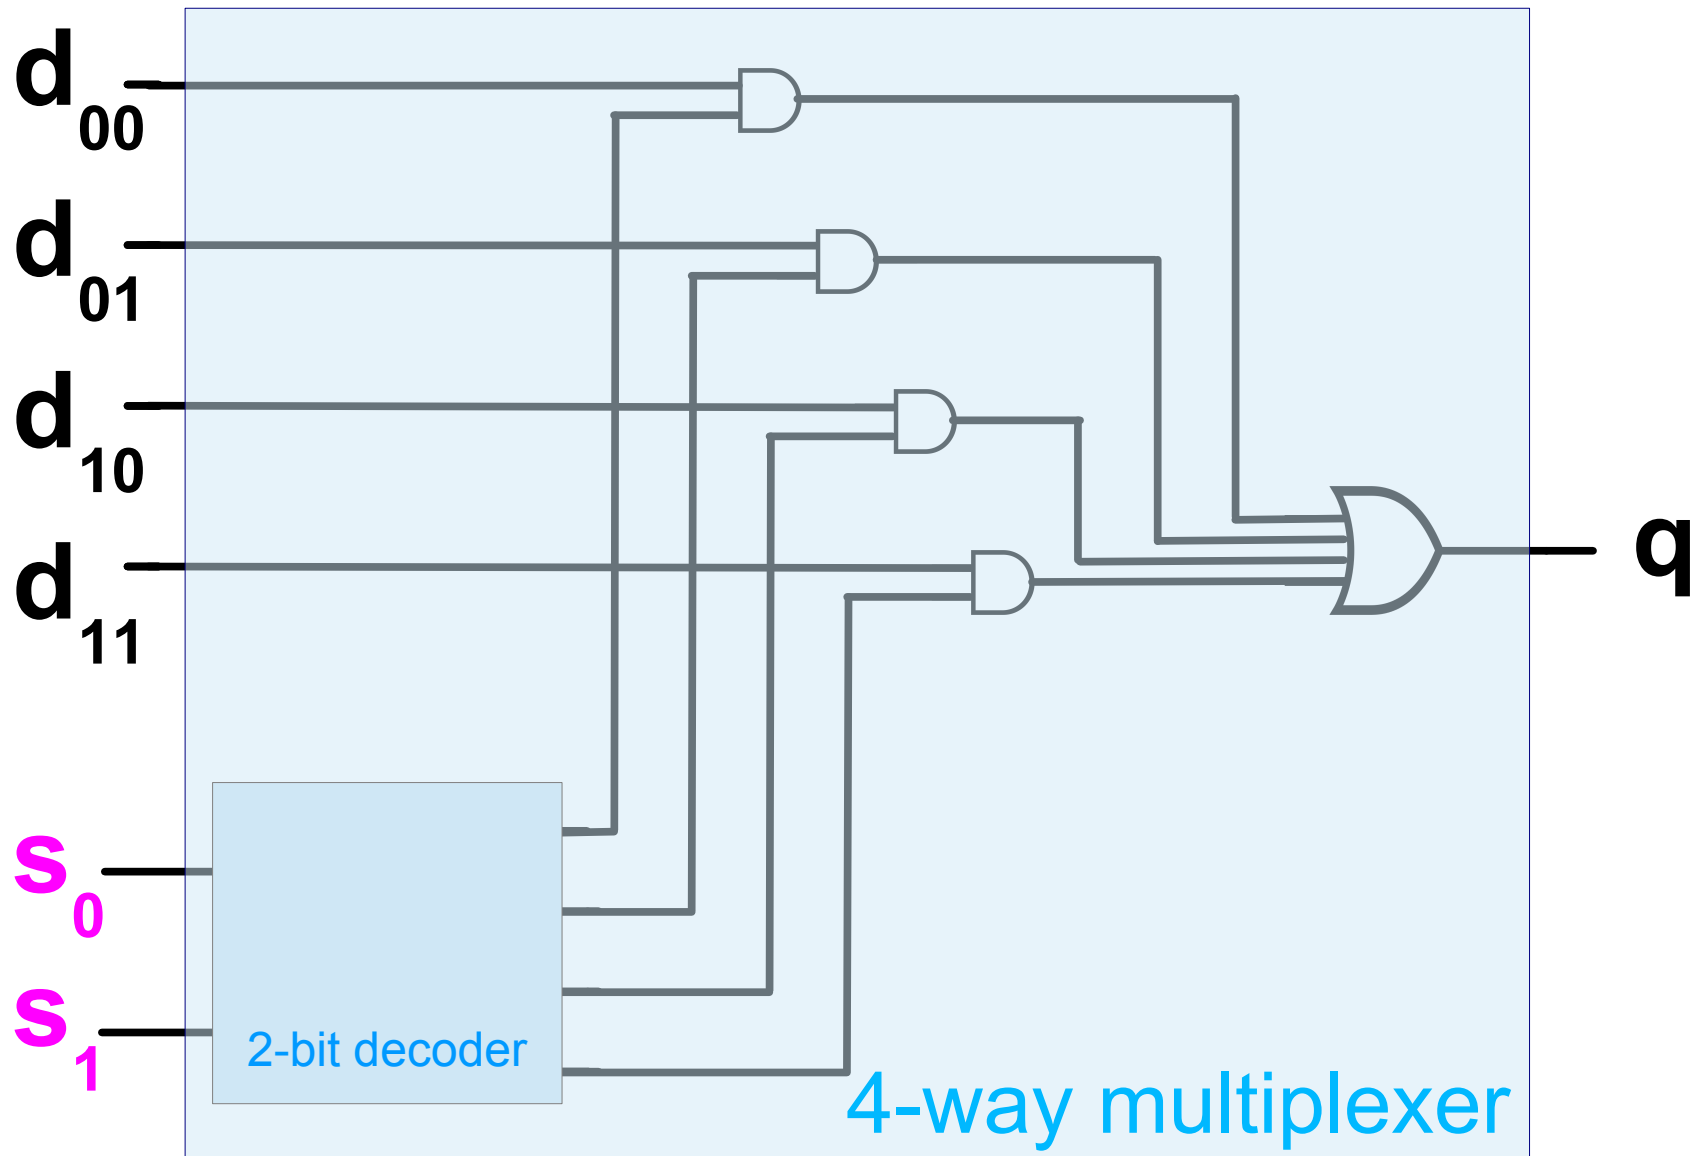 d00
d01
d10
d11
s0
s1
2-bit decoder
4-way multiplexer
q